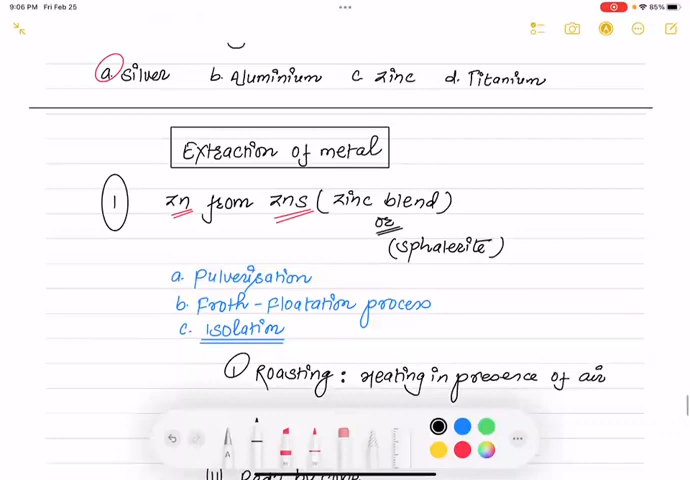 9:06 PM Fri Feb 25
85%
a. Silver b. Aluminium c. Zinc d. Titanium
Extraction of metal
1 Zn from ZnS (Zinc blend)
or
(Sphalerite)
a. Pulverisation
b. Froth-Floatation process
c. Isolation
(i) Roasting: Heating in presence of air
A
(ii)